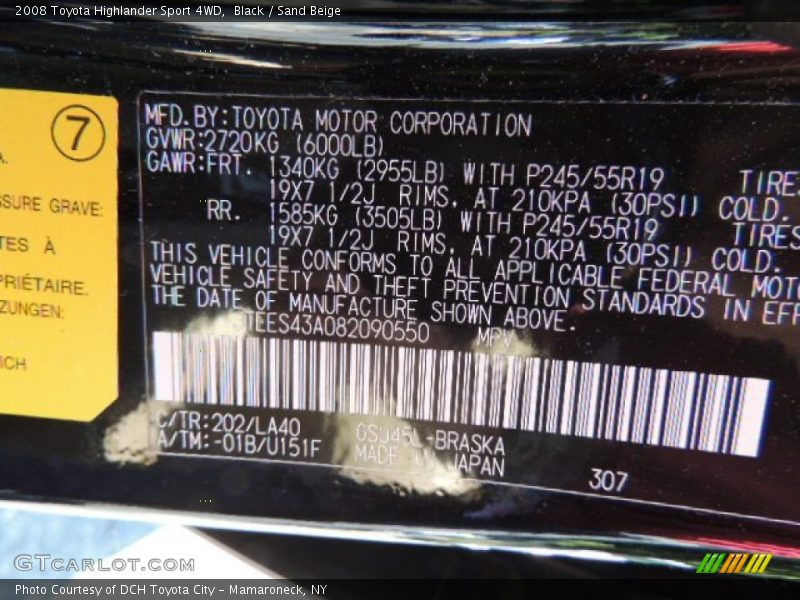 2008 Toyota Highlander Sport 4WD, Black / Sand Beige
7
A.
SSURE GRAVE:
TES À
PRIÉTAIRE.
ZUNGEN:
ICH
MFD. BY: TOYOTA MOTOR CORPORATION
GVWR: 2720KG (6000LB)
GAWR: FRT. 1340KG (2955LB) WITH P245/55R19 TIRES
19X7 1/2J RIMS, AT 210KPA (30PSI) COLD.
RR. 1585KG (3505LB) WITH P245/55R19 TIRES
19X7 1/2J RIMS, AT 210KPA (30PSI) COLD.
THIS VEHICLE CONFORMS TO ALL APPLICABLE FEDERAL MOTO
VEHICLE SAFETY AND THEFT PREVENTION STANDARDS IN EFF
THE DATE OF MANUFACTURE SHOWN ABOVE.
JTEES43A082090550 MPV
C/TR: 202/LA40 GSU45L-BRASKA
A/TM: -01B/U151F MADE IN JAPAN
307
GTCARLOT.COM
Photo Courtesy of DCH Toyota City - Mamaroneck, NY